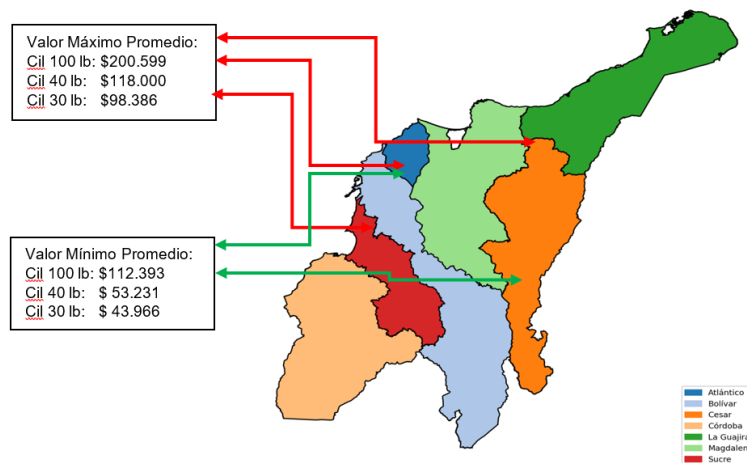 Valor Máximo Promedio:
Cil 100 lb: $200.599
Cil 40 lb: $118.000
Cil 30 lb: $98.386
Valor Mínimo Promedio:
Cil 100 lb: $112.393
Cil 40 lb: $ 53.231
Cil 30 lb: $ 43.966
Atlántico
Bolívar
Cesar
Córdoba
La Guajira
Magdalen
Sucre